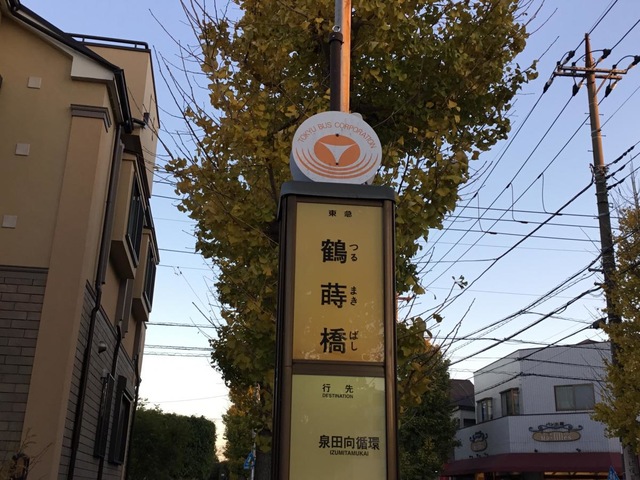 TOKYU BUS CORPORATION
東急
鶴蒔橋
つるまきばし
行先
DESTINATION
泉田向循環
IZUMITAMUKAI